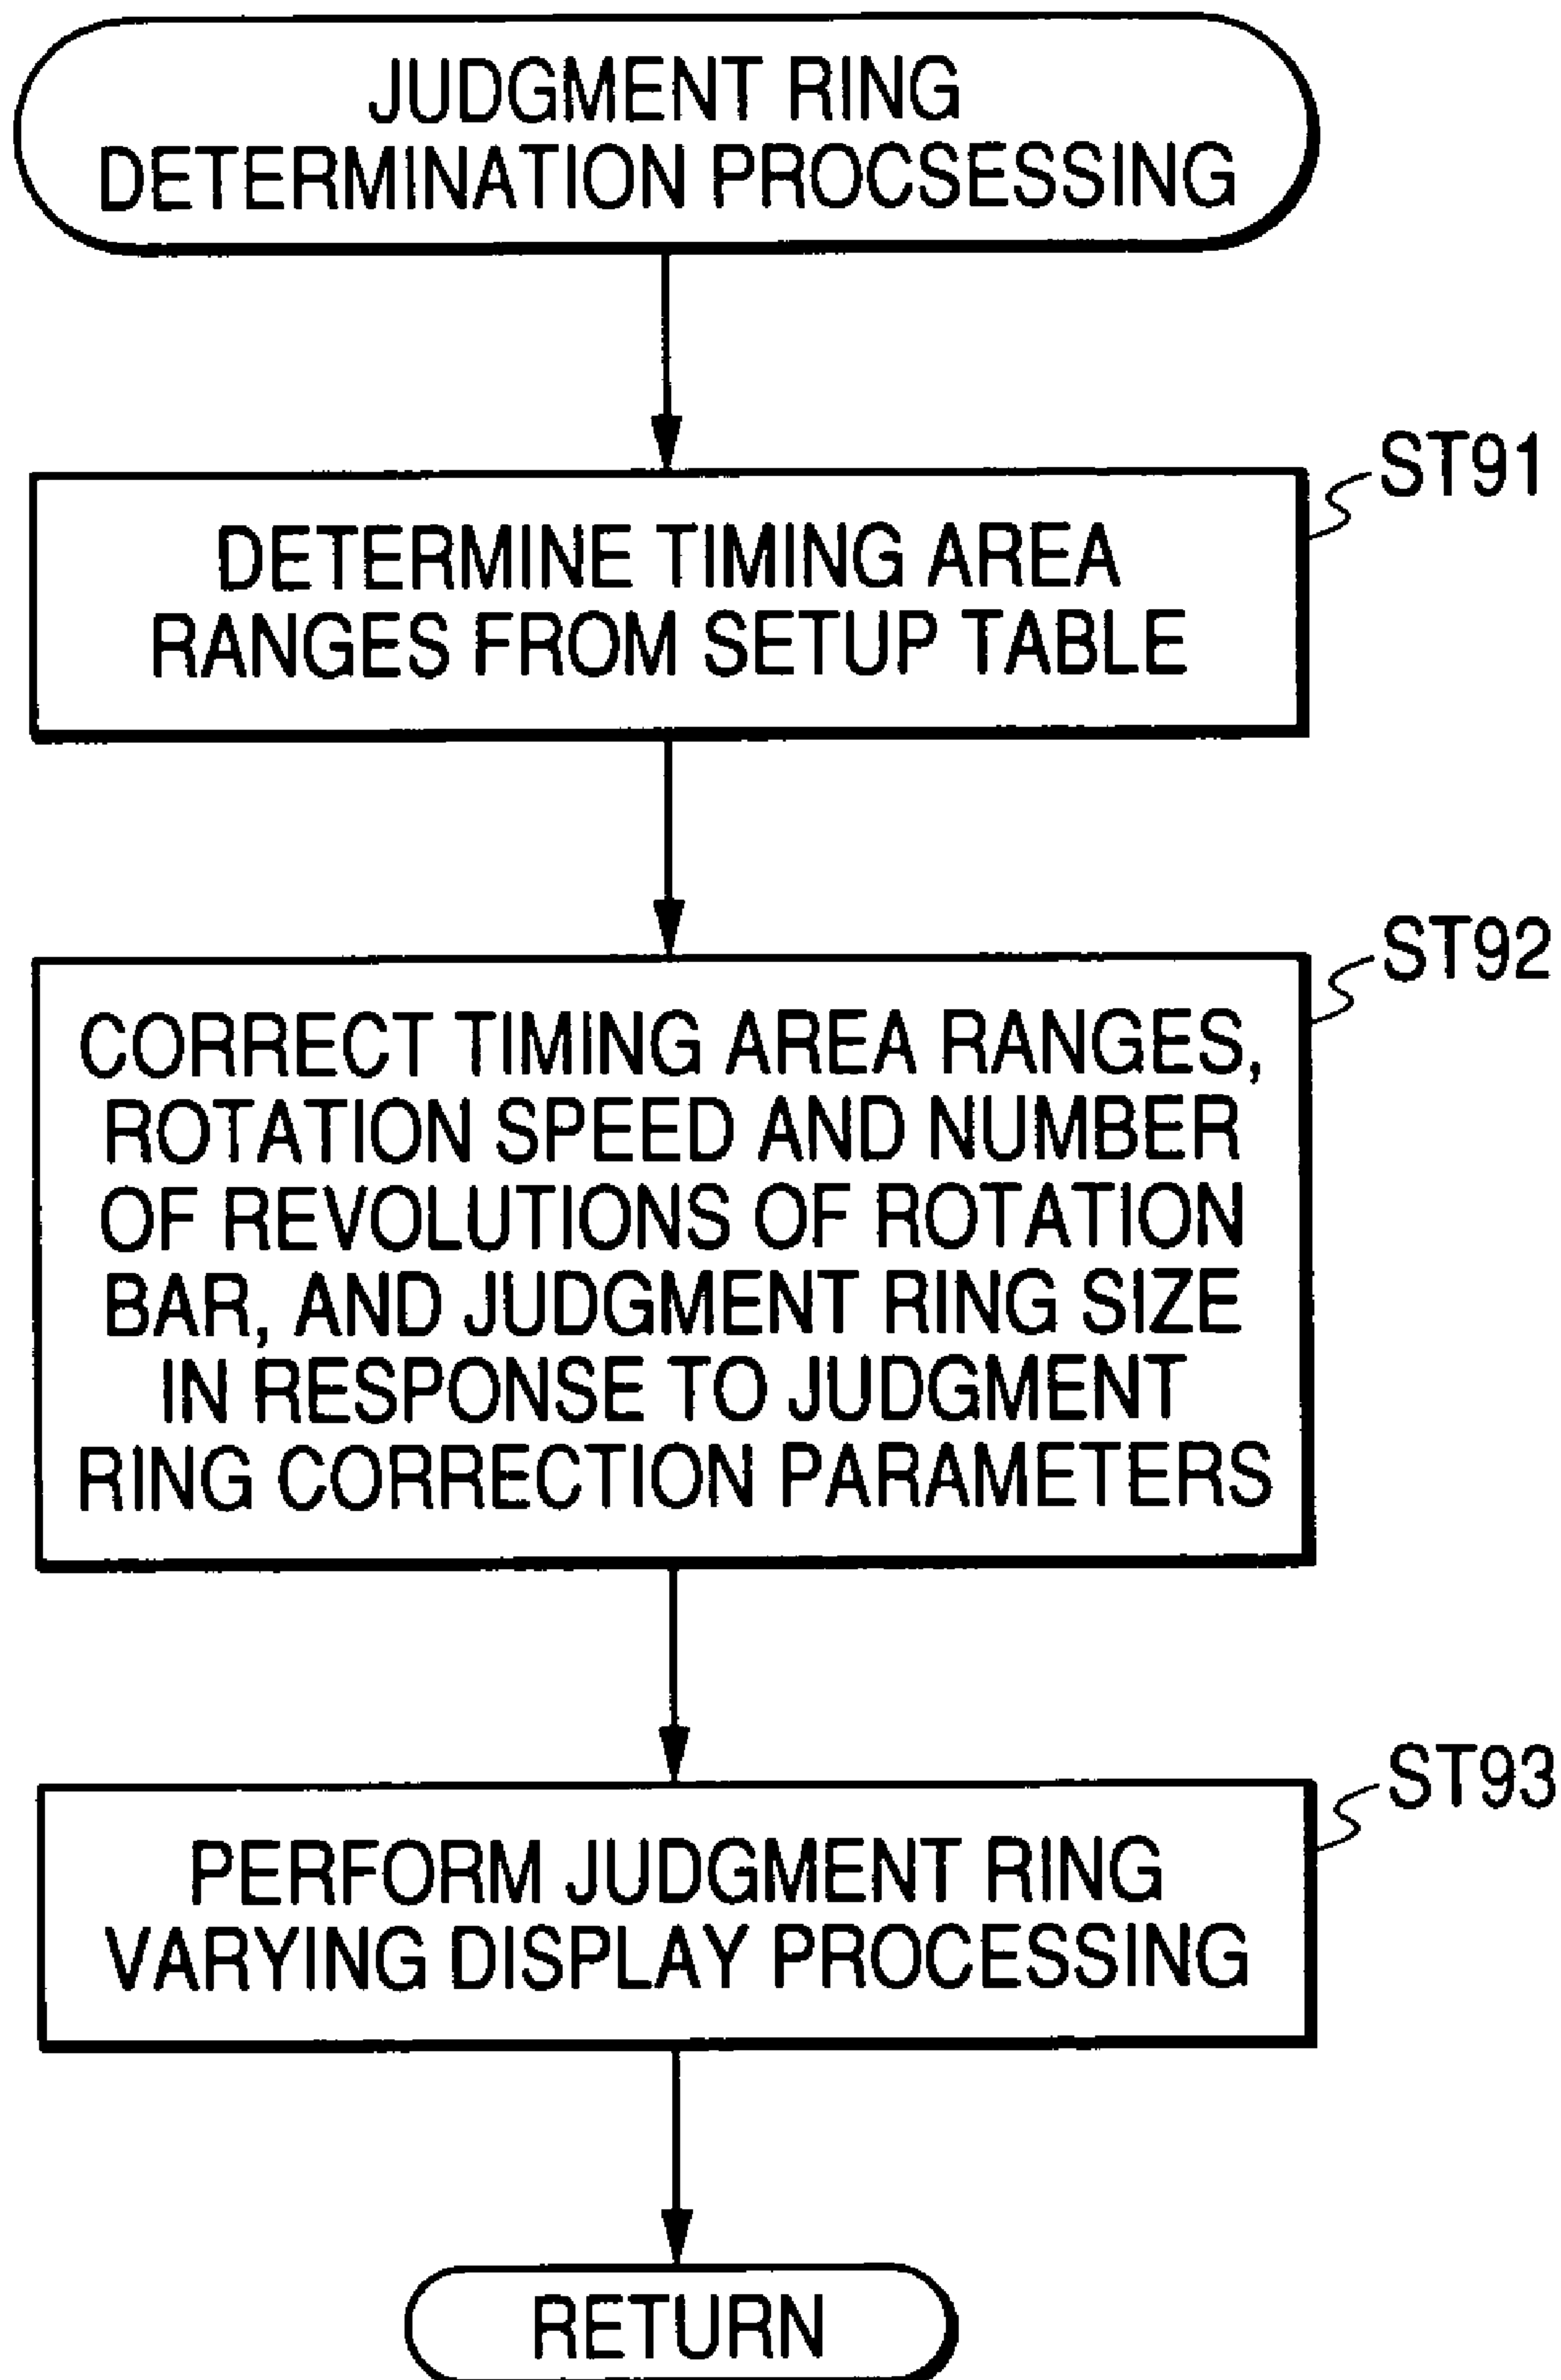 JUDGMENT RING
DETERMINATION PROCSESSING
ST91
DETERMINE TIMING AREA
RANGES FROM SETUP TABLE
ST92
CORRECT TIMING AREA RANGES,
ROTATION SPEED AND NUMBER
OF REVOLUTIONS OF ROTATION
BAR, AND JUDGMENT RING SIZE
IN RESPONSE TO JUDGMENT
RING CORRECTION PARAMETERS
ST93
PERFORM JUDGMENT RING
VARYING DISPLAY PROCESSING
RETURN